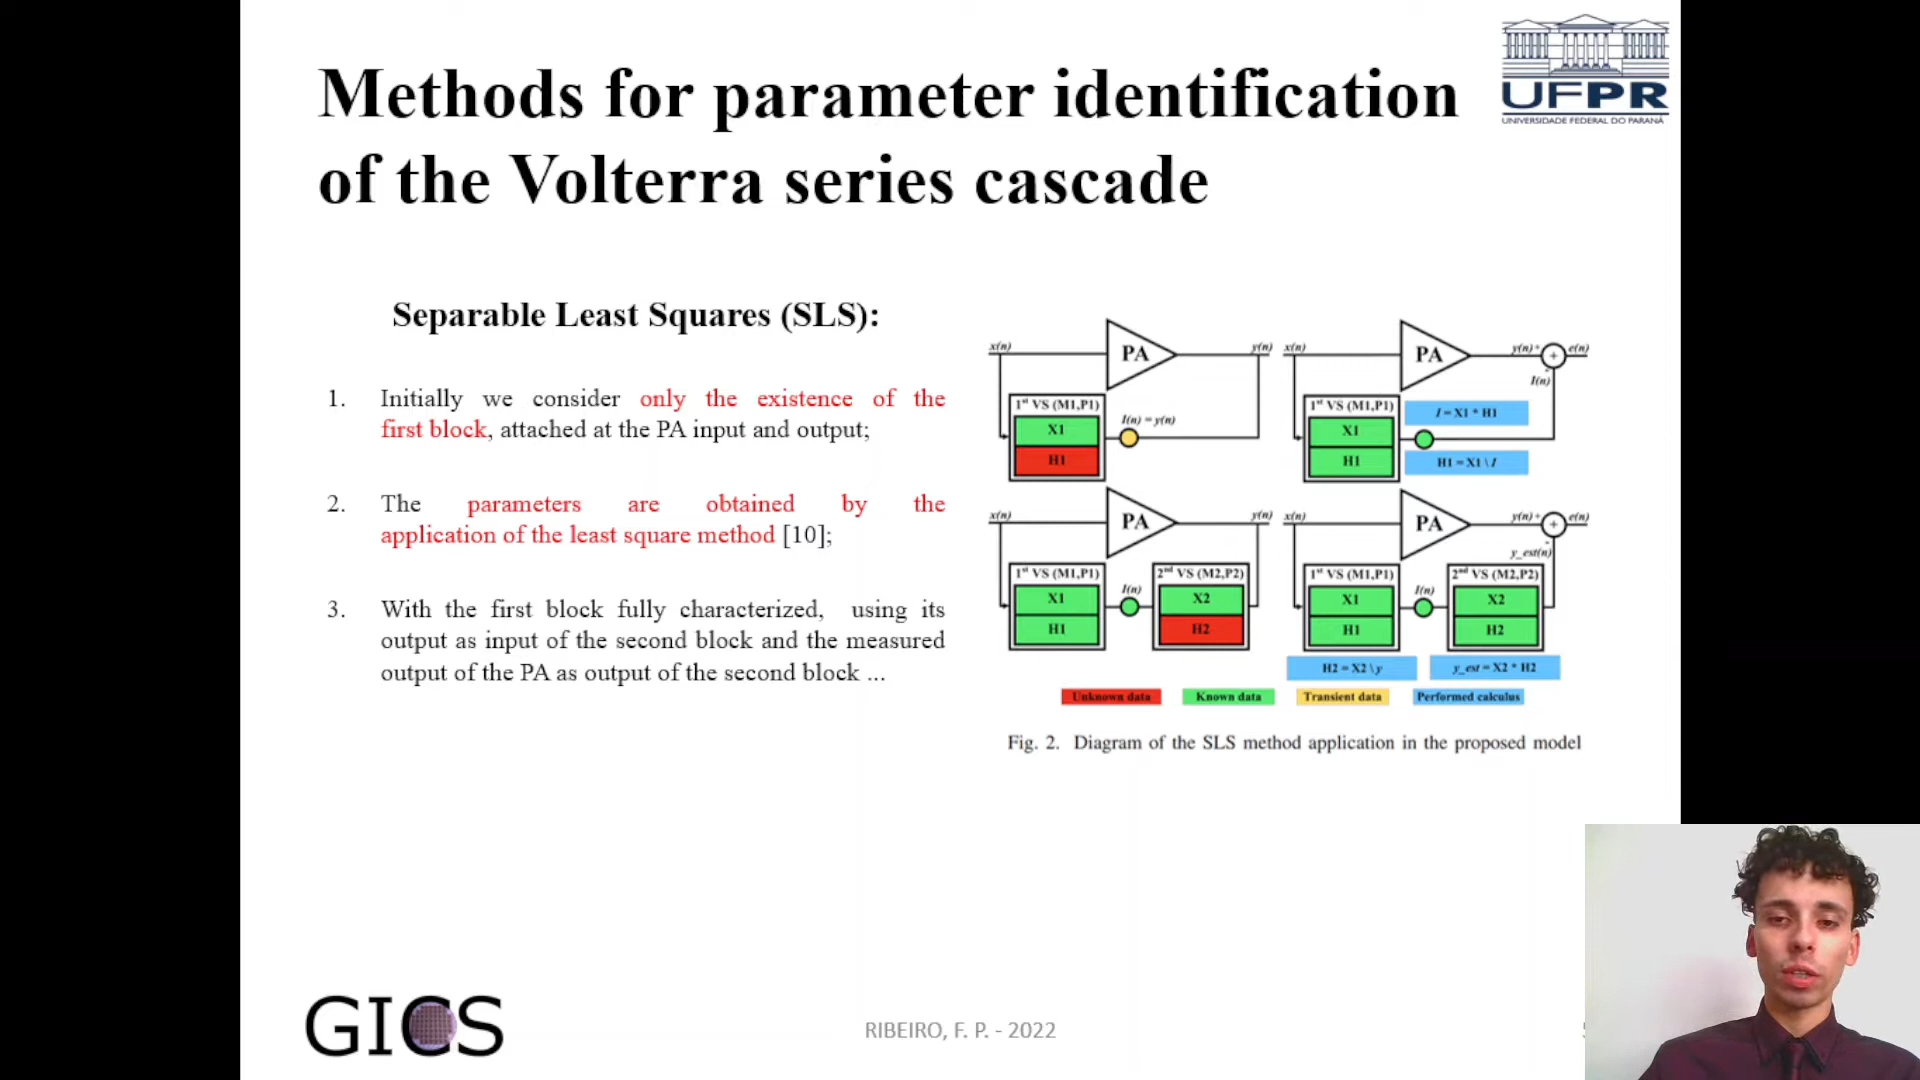 Methods for parameter identification
of the Volterra series cascade
UFPR
UNIVERSIDADE FEDERAL DO PARANÁ
Separable Least Squares (SLS):
1. Initially we consider only the existence of the
first block, attached at the PA input and output;
2. The parameters are obtained by the
application of the least square method [10];
3. With the first block fully characterized, using its
output as input of the second block and the measured
output of the PA as output of the second block ...
x(n) PA y(n)
1st VS (M1,P1)
X1
H1
I(n) = y(n)
x(n) PA y(n) + e(n)
+
-
I(n)
1st VS (M1,P1)
X1
H1
I = X1 * H1
H1 = X1 \ I
x(n) PA y(n)
1st VS (M1,P1) I(n) 2nd VS (M2,P2)
X1 X2
H1 H2
x(n) PA y(n) + e(n)
+
-
y_est(n)
1st VS (M1,P1) I(n) 2nd VS (M2,P2)
X1 X2
H1 H2
H2 = X2 \ y y_est = X2 * H2
Unknown data Known data Transient data Performed calculus
Fig. 2. Diagram of the SLS method application in the proposed model
GICS
RIBEIRO, F. P. - 2022